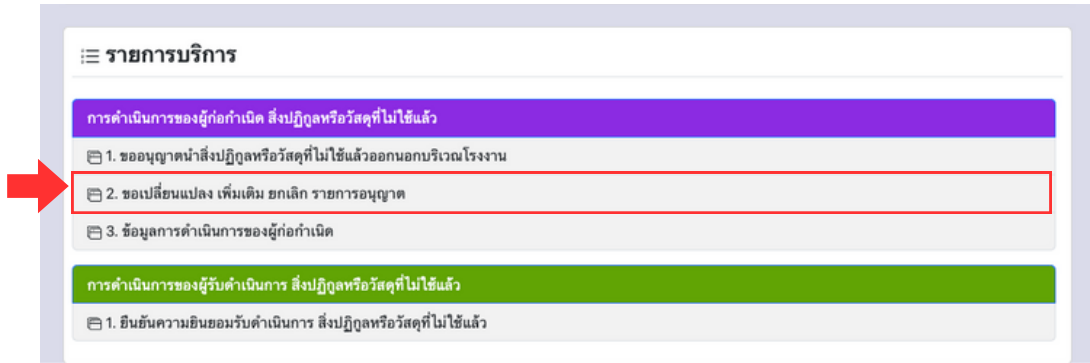 รายการบริการ
การดำเนินการของผู้ก่อกำเนิด สิ่งปฏิกูลหรือวัสดุที่ไม่ใช้แล้ว
1. ขออนุญาตนำสิ่งปฏิกูลหรือวัสดุที่ไม่ใช้แล้วออกนอกบริเวณโรงงาน
2. ขอเปลี่ยนแปลง เพิ่มเติม ยกเลิก รายการอนุญาต
3. ข้อมูลการดำเนินการของผู้ก่อกำเนิด
การดำเนินการของผู้รับดำเนินการ สิ่งปฏิกูลหรือวัสดุที่ไม่ใช้แล้ว
1. ยืนยันความยินยอมรับดำเนินการ สิ่งปฏิกูลหรือวัสดุที่ไม่ใช้แล้ว